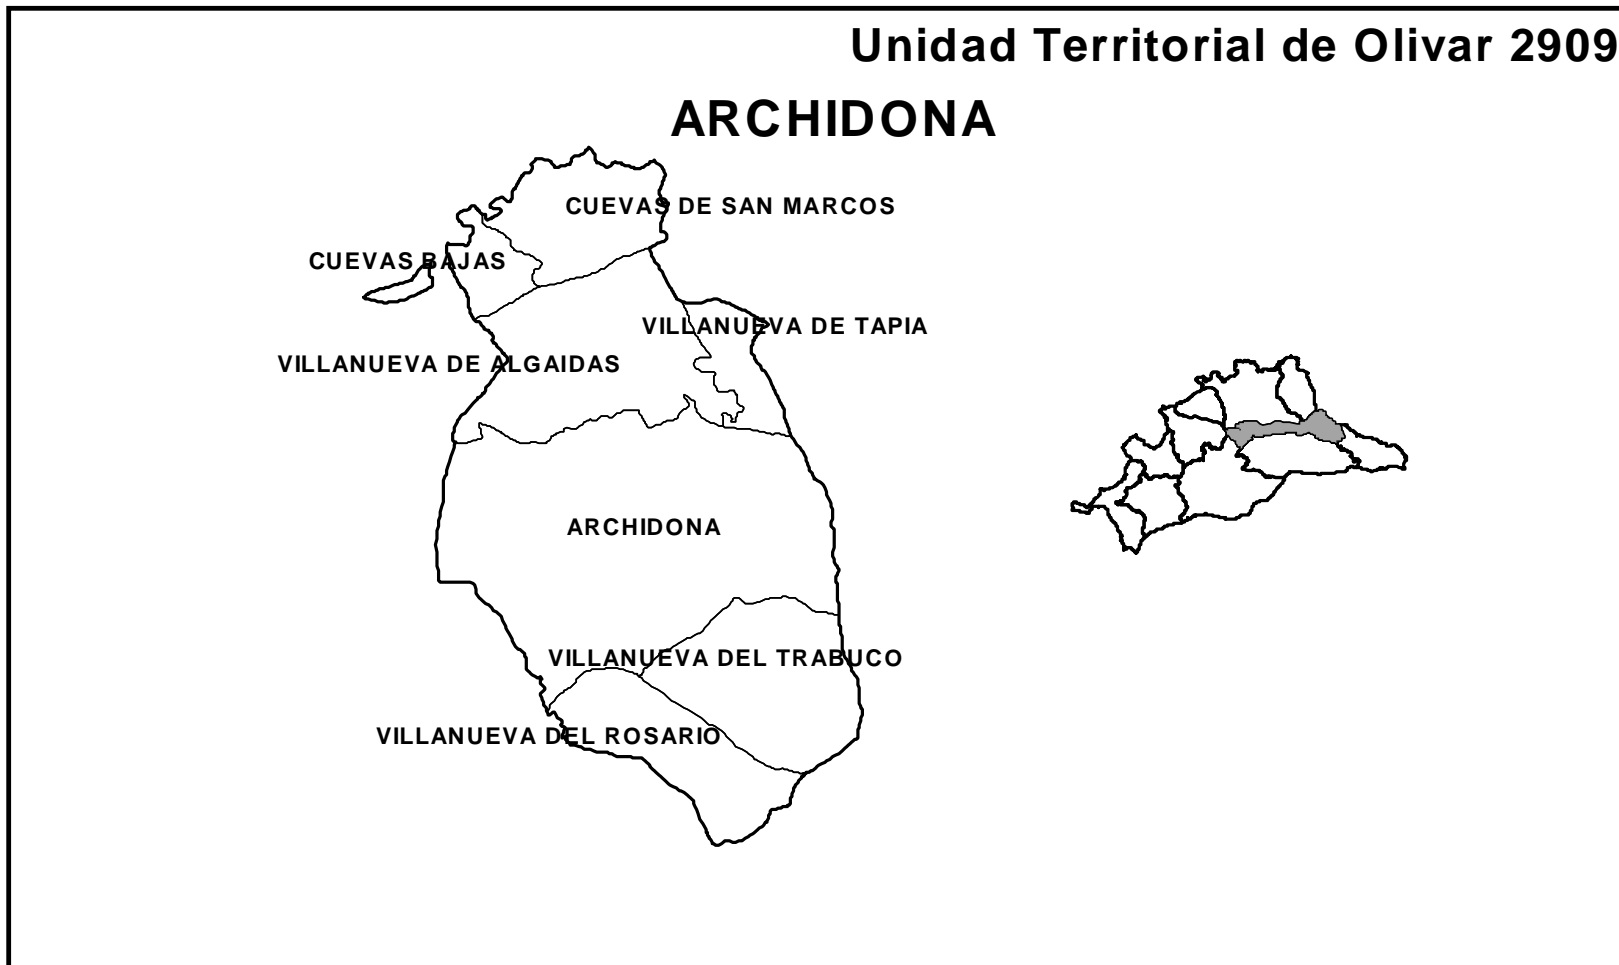 Unidad Territorial de Olivar 2909
ARCHIDONA
CUEVAS DE SAN MARCOS
CUEVAS BAJAS
VILLANUEVA DE TAPIA
VILLANUEVA DE ALGAIDAS
ARCHIDONA
VILLANUEVA DEL TRABUCO
VILLANUEVA DEL ROSARIO